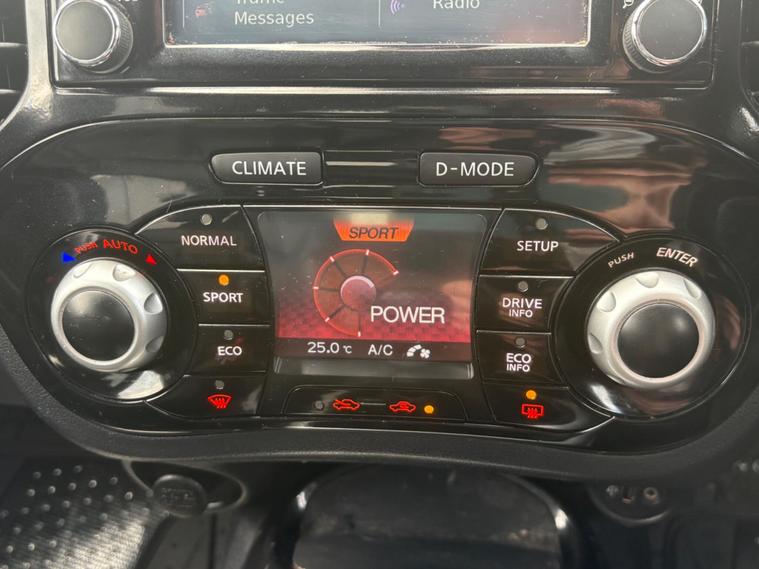 Messages
Radio
CLIMATE
D-MODE
NORMAL
SPORT
SETUP
PUSH
ENTER
PUSH AUTO
SPORT
DRIVE
INFO
POWER
ECO
25.0 °C A/C
ECO
INFO